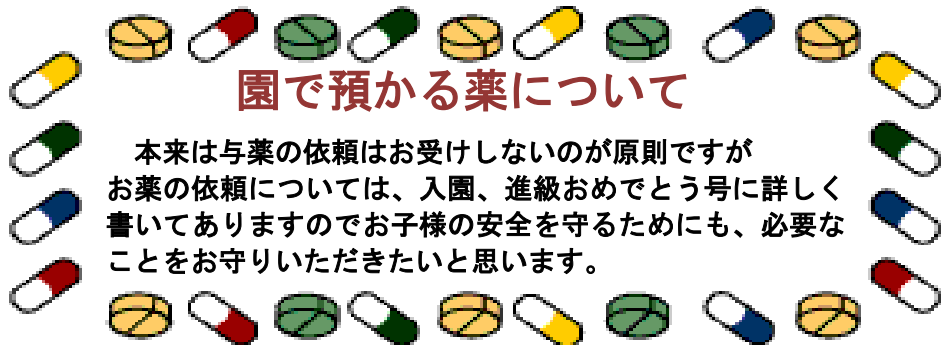 園で預かる薬について
本来は与薬の依頼はお受けしないのが原則ですが
お薬の依頼については、入園、進級おめでとう号に詳しく
書いてありますのでお子様の安全を守るためにも、必要な
ことをお守りいただきたいと思います。